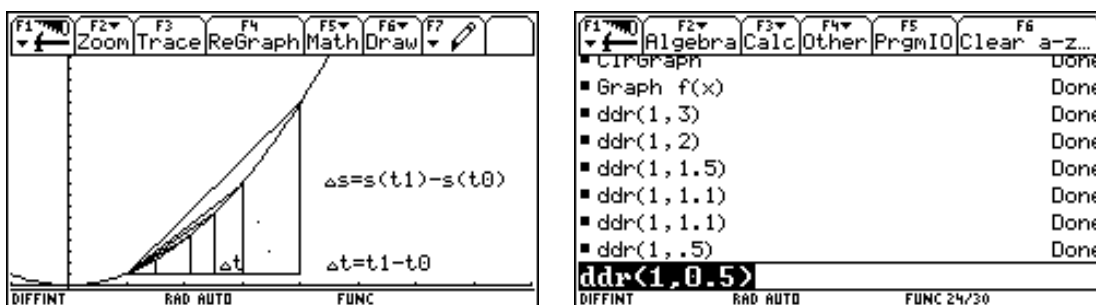 F1 F2 F3 F4 F5 F6 F7
Zoom Trace ReGraph Math Draw
Δs=s(t1)-s(t0)
Δt
Δt=t1-t0
DIFFINT RAD AUTO FUNC
F1 F2 F3 F4 F5 F6
Algebra Calc Other PrgmIO Clear a-z…
ClrGraph Done
Graph f(x) Done
ddr(1,3) Done
ddr(1,2) Done
ddr(1,1.5) Done
ddr(1,1.1) Done
ddr(1,1.1) Done
ddr(1,.5) Done
ddr(1,0.5)
DIFFINT RAD AUTO FUNC 24/30